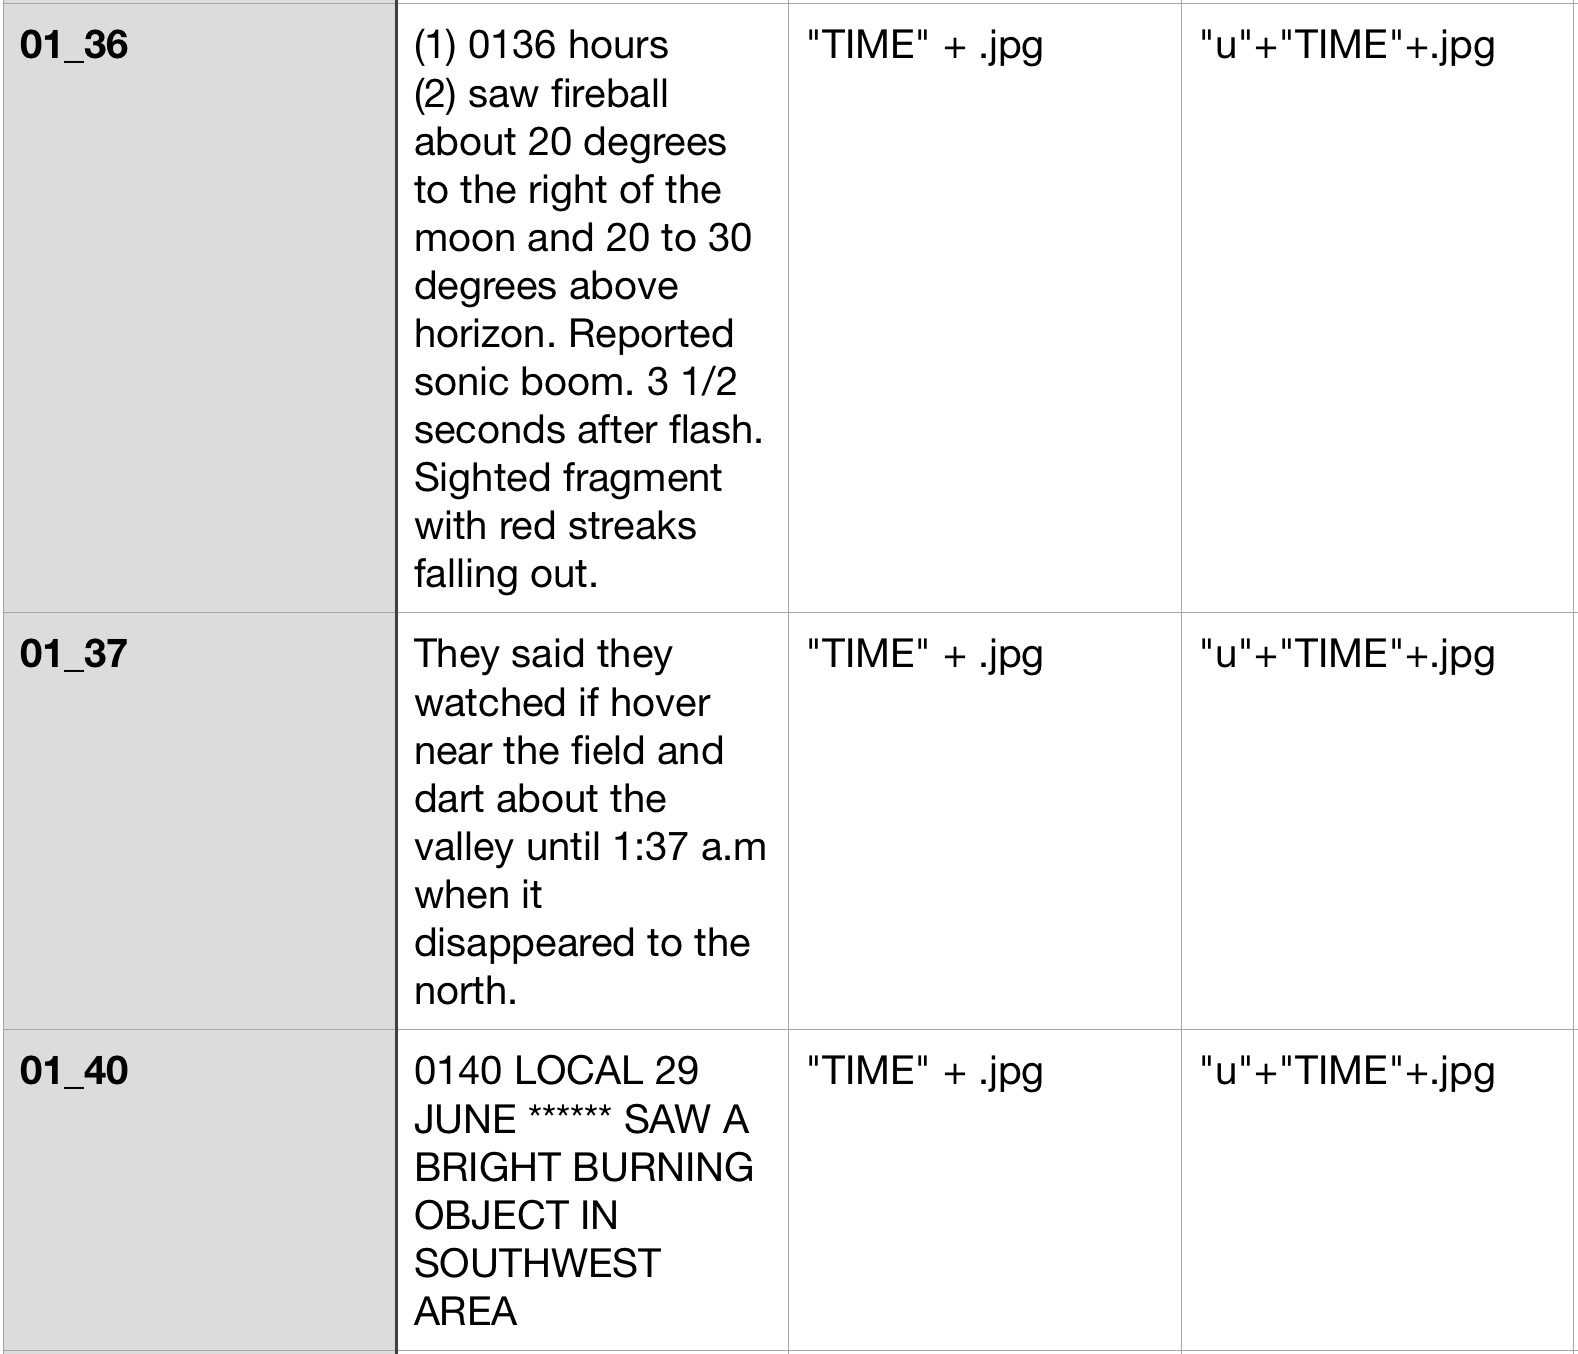 01_36
(1) 0136 hours
(2) saw fireball
about 20 degrees
to the right of the
moon and 20 to 30
degrees above
horizon. Reported
sonic boom. 3 1/2
seconds after flash.
Sighted fragment
with red streaks
falling out.
"TIME" + .jpg
"u"+"TIME"+.jpg
01_37
They said they
watched if hover
near the field and
dart about the
valley until 1:37 a.m
when it
disappeared to the
north.
"TIME" + .jpg
"u"+"TIME"+.jpg
01_40
0140 LOCAL 29
JUNE ****** SAW A
BRIGHT BURNING
OBJECT IN
SOUTHWEST
AREA
"TIME" + .jpg
"u"+"TIME"+.jpg